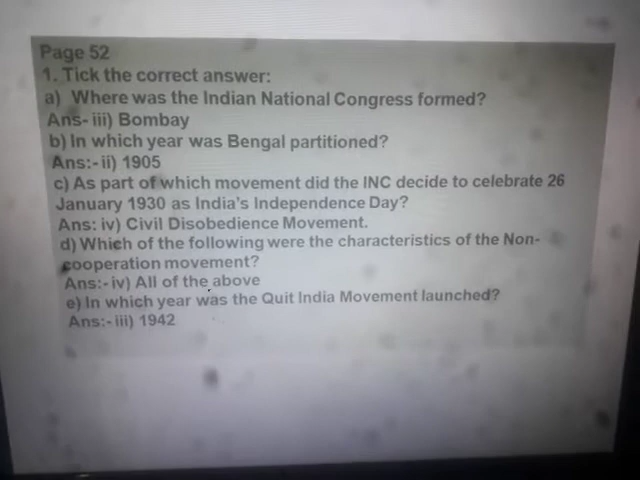 Page 52
1. Tick the correct answer:
a) Where was the Indian National Congress formed?
Ans- iii) Bombay
b) In which year was Bengal partitioned?
Ans:- ii) 1905
c) As part of which movement did the INC decide to celebrate 26
January 1930 as India's Independence Day?
Ans: iv) Civil Disobedience Movement.
d) Which of the following were the characteristics of the Non-
cooperation movement?
Ans:- iv) All of the above
e) In which year was the Quit India Movement launched?
Ans:- iii) 1942